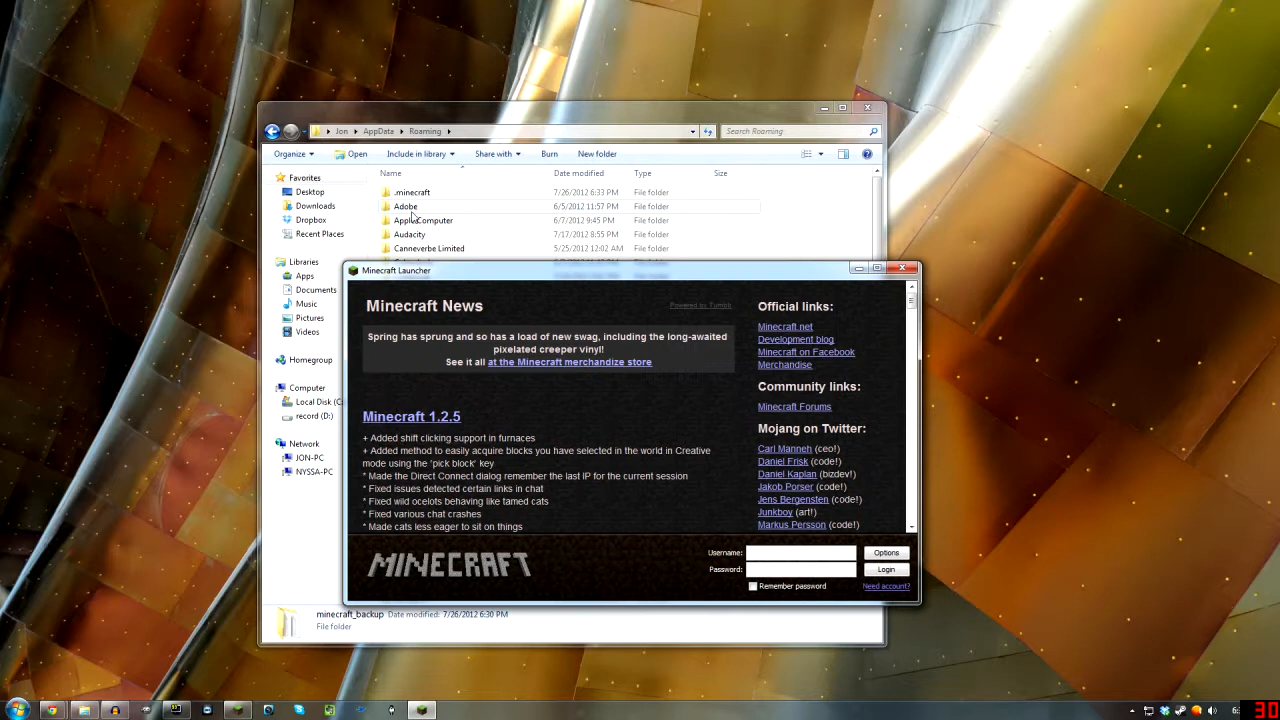 Jon
AppData
Roaming
Search Roaming
Organize
Open
Include in library
Share with
Burn
New folder
Name
Date modified
Type
Size
Favorites
Desktop
Downloads
Dropbox
Recent Places
Libraries
Apps
Documents
Music
Pictures
Videos
Homegroup
Computer
Local Disk (C:
record (D:)
Network
JON-PC
NYSSA-PC
.minecraft 7/26/2012 6:33 PM File folder
Adobe 6/5/2012 11:57 PM File folder
Apple Computer 6/7/2012 9:45 PM File folder
Audacity 7/17/2012 8:55 PM File folder
Canneverbe Limited 5/25/2012 12:02 AM File folder
Minecraft Launcher
Minecraft News
Powered by Tumblr
Spring has sprung and so has a load of new swag, including the long-awaited
pixelated creeper vinyl!
See it all at the Minecraft merchandize store
Minecraft 1.2.5
+ Added shift clicking support in furnaces
+ Added method to easily acquire blocks you have selected in the world in Creative
mode using the 'pick block' key
* Made the Direct Connect dialog remember the last IP for the current session
* Fixed issues detected certain links in chat
* Fixed wild ocelots behaving like tamed cats
* Fixed various chat crashes
* Made cats less eager to sit on things
Official links:
Minecraft.net
Development blog
Minecraft on Facebook
Merchandise
Community links:
Minecraft Forums
Mojang on Twitter:
Carl Manneh (ceo!)
Daniel Frisk (code!)
Daniel Kaplan (bizdev!)
Jakob Porser (code!)
Jens Bergensten (code!)
Junkboy (art!)
Markus Persson (code!)
MINECRAFT
Username:
Options
Password:
Login
Remember password
Need account?
minecraft_backup Date modified: 7/26/2012 6:30 PM
File folder
30